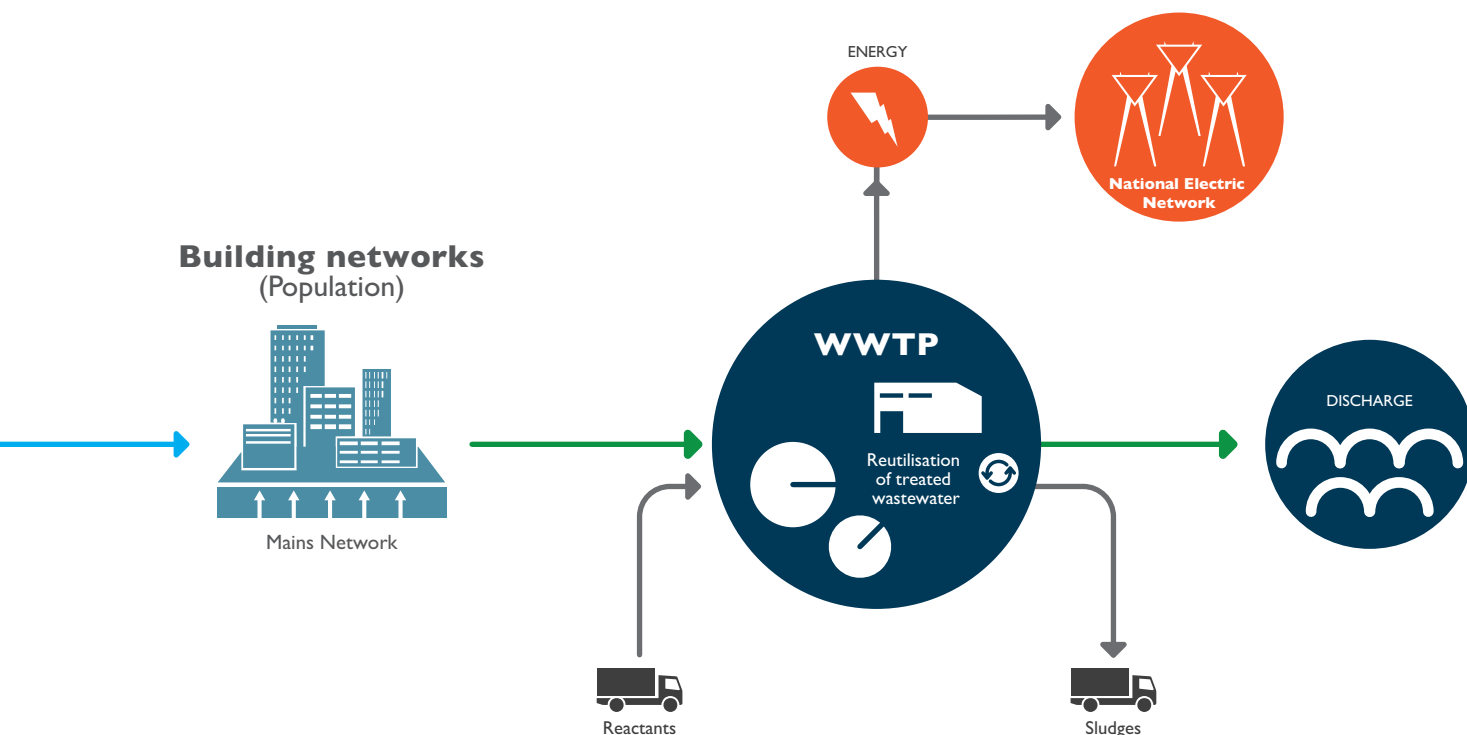 ENERGY
National Electric
Network
Building networks
(Population)
Mains Network
WWTP
Reutilisation
of treated
wastewater
DISCHARGE
Reactants
Sludges